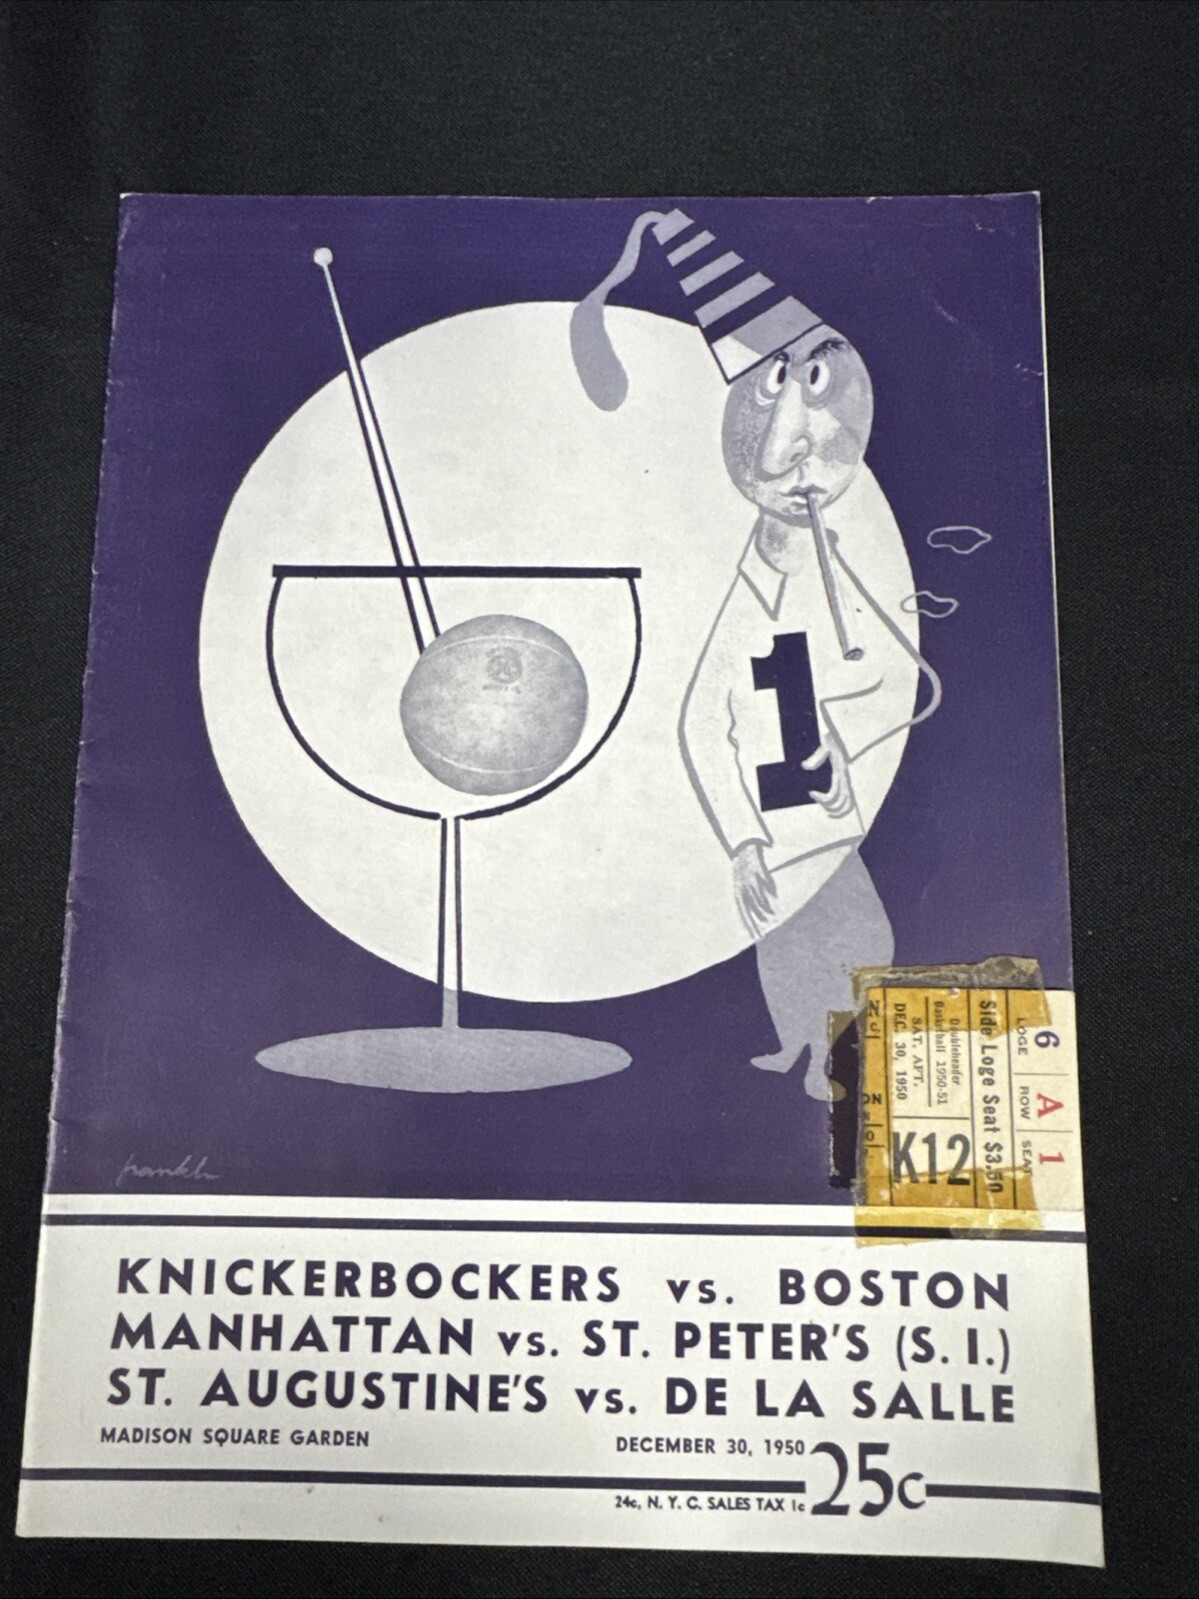 1
6 A 1
LOGE ROW SEAT
Side Loge Seat $3.50
Doubleheader
Basketball 1950-51
SAT. AFT.
DEC. 30, 1950
K12
KNICKERBOCKERS vs. BOSTON
MANHATTAN vs. ST. PETER'S (S. I.)
ST. AUGUSTINE'S vs. DE LA SALLE
MADISON SQUARE GARDEN
DECEMBER 30, 1950
25c
24c, N. Y. C. SALES TAX 1c